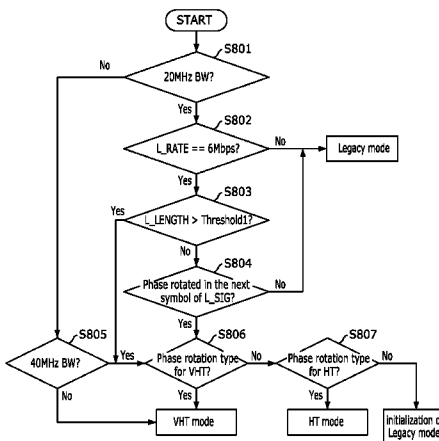 START
S801
No
20MHz BW?
Yes
S802
L_RATE == 6Mbps?
No
Legacy mode
Yes
S803
Yes
L_LENGTH > Threshold1?
No
S804
Phase rotated in the next
symbol of L_SIG?
No
Yes
S805
S806
S807
40MHz BW?
Yes
Phase rotation type
for VHT?
No
Phase rotation type
for HT?
No
No
Yes
Yes
VHT mode
HT mode
initialization o
Legacy mode